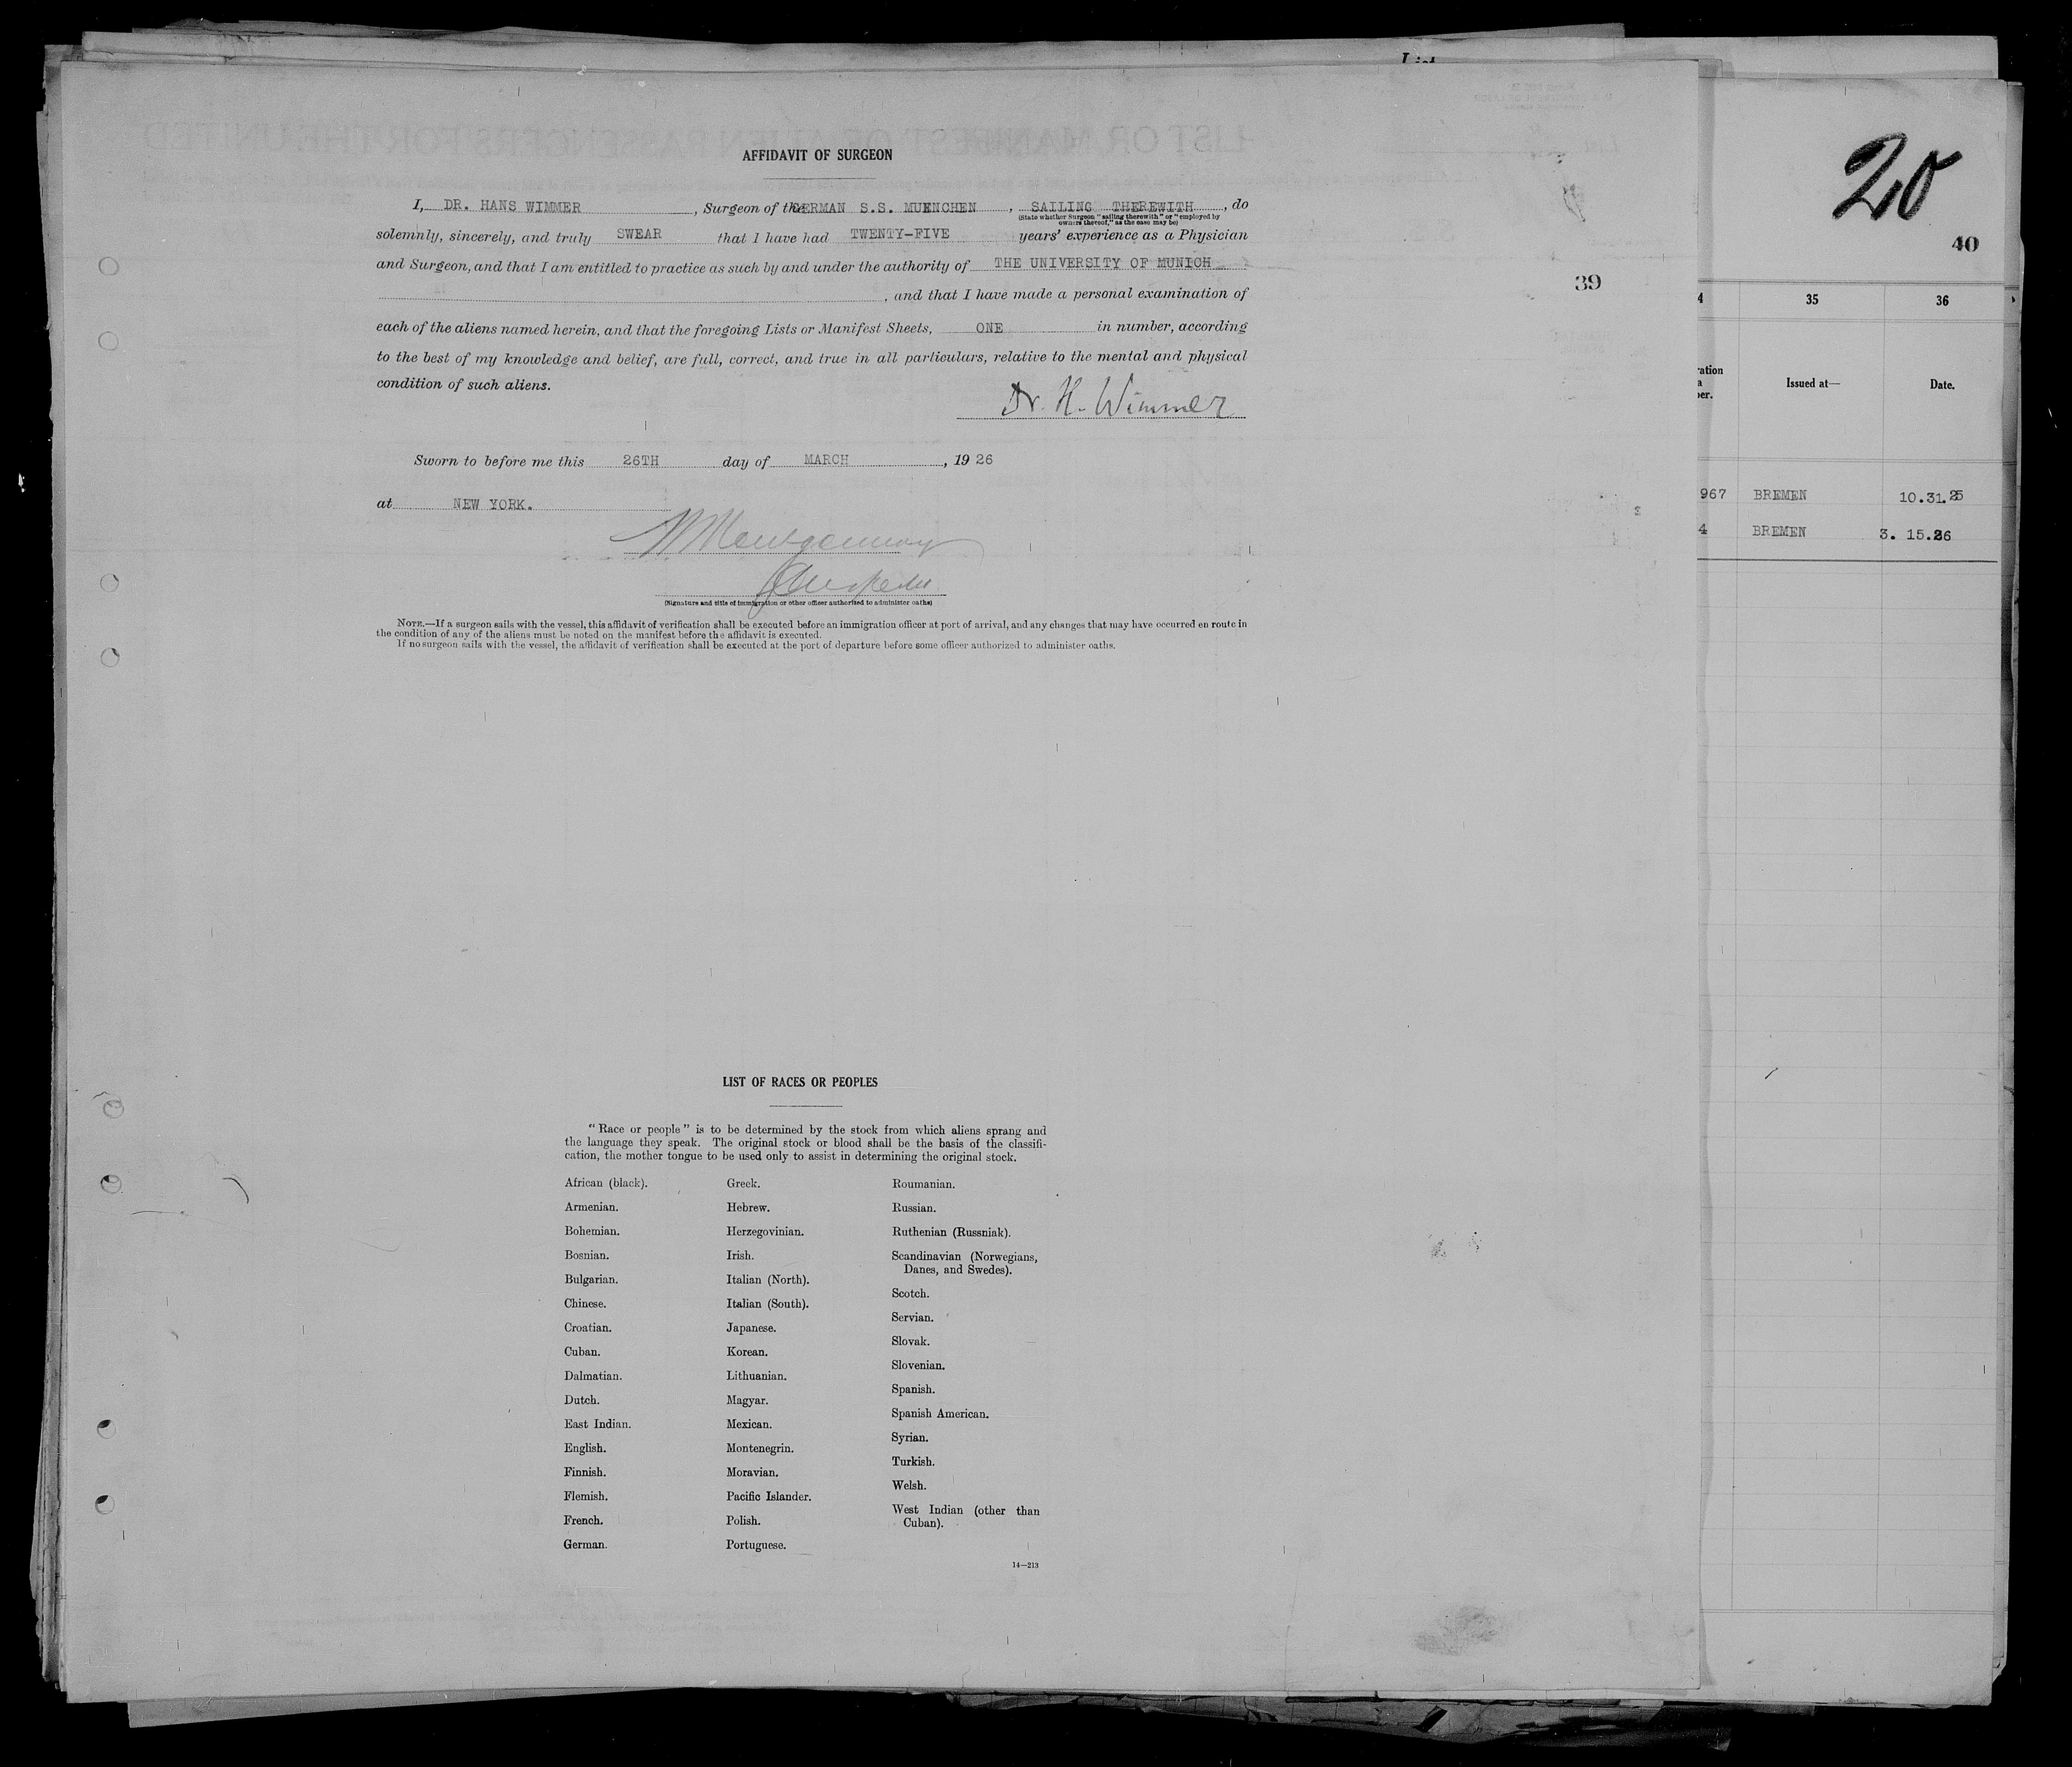 AFFIDAVIT OF SURGEON
I, DR. HANS WIMMER, Surgeon of the GERMAN S.S. MUENCHEN, SAILING THEREWITH, do
(State whether Surgeon "sailing therewith" or "employed by
owners thereof," as the case may be)
solemnly, sincerely, and truly SWEAR that I have had TWENTY-FIVE years' experience as a Physician
and Surgeon, and that I am entitled to practice as such by and under the authority of THE UNIVERSITY OF MUNICH
, and that I have made a personal examination of
each of the aliens named herein, and that the foregoing Lists or Manifest Sheets, ONE in number, according
to the best of my knowledge and belief, are full, correct, and true in all particulars, relative to the mental and physical
condition of such aliens.
Dr. H. Wimmer
Sworn to before me this 26TH day of MARCH, 1926
at NEW YORK.
Montgomery
(Signature and title of immigration or other officer authorized to administer oaths)
NOTE.—If a surgeon sails with the vessel, this affidavit of verification shall be executed before an immigration officer at port of arrival, and any changes that may have occurred en route in
the condition of any of the aliens must be noted on the manifest before the affidavit is executed.
If no surgeon sails with the vessel, the affidavit of verification shall be executed at the port of departure before some officer authorized to administer oaths.
LIST OF RACES OR PEOPLES
"Race or people" is to be determined by the stock from which aliens sprang and
the language they speak. The original stock or blood shall be the basis of the classifi-
cation, the mother tongue to be used only to assist in determining the original stock.
African (black).
Armenian.
Bohemian.
Bosnian.
Bulgarian.
Chinese.
Croatian.
Cuban.
Dalmatian.
Dutch.
East Indian.
English.
Finnish.
Flemish.
French.
German.
Greek.
Hebrew.
Herzegovinian.
Irish.
Italian (North).
Italian (South).
Japanese.
Korean.
Lithuanian.
Magyar.
Mexican.
Montenegrin.
Moravian.
Pacific Islander.
Polish.
Portuguese.
Roumanian.
Russian.
Ruthenian (Russniak).
Scandinavian (Norwegians,
Danes, and Swedes).
Scotch.
Servian.
Slovak.
Slovenian.
Spanish.
Spanish American.
Syrian.
Turkish.
Welsh.
West Indian (other than
Cuban).
14—213
39
20
40
4 35 36
Issued at— Date.
967 BREMEN 10.31.25
4 BREMEN 3. 15.26